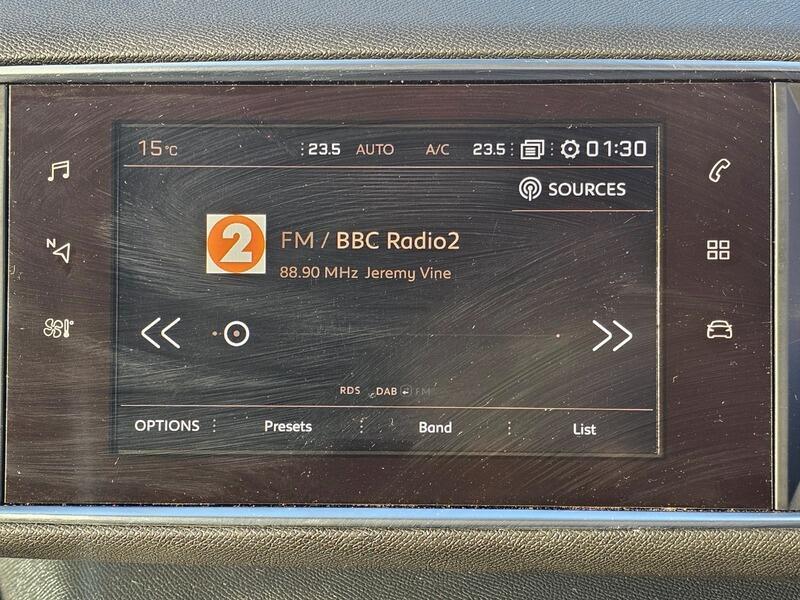 15°C 23.5 AUTO A/C 23.5 01:30
SOURCES
2
FM / BBC Radio2
88.90 MHz Jeremy Vine
N
RDS DAB FM
OPTIONS Presets Band List